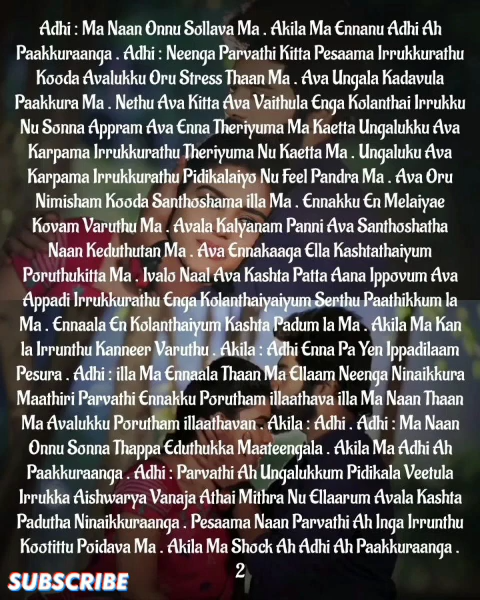 Adhi : Ma Naan Onnu Sollava Ma . Akila Ma Ennanu Adhi Ah
Paakkuraanga . Adhi : Neenga Parvathi Kitta Pesaama Irrukkurathu
Kooda Avalukku Oru Stress Thaan Ma . Ava Ungala Kadavula
Paakkura Ma . Nethu Ava Kitta Ava Vaithula Enga Kolanthai Irrukku
Nu Sonna Appram Ava Enna Theriyuma Ma Kaetta Ungalukku Ava
Karpama Irrukkurathu Theriyuma Nu Kaetta Ma . Ungaluku Ava
Karpama Irrukkurathu Pidikalaiyo Nu Feel Pandra Ma . Ava Oru
Nimisham Kooda Santhoshama illa Ma . Ennakku En Melaiyae
Kovam Varuthu Ma . Avala Kalyanam Panni Ava Santhoshatha
Naan Keduthutan Ma . Ava Ennakaaga Ella Kashtathaiyum
Poruthukitta Ma . Ivalo Naal Ava Kashta Patta Aana Ippovum Ava
Appadi Irrukkurathu Enga Kolanthaiyaiyum Serthu Paathikkum la
Ma . Ennaala En Kolanthaiyum Kashta Padum la Ma . Akila Ma Kan
la Irrunthu Kanneer Varuthu . Akila : Adhi Enna Pa Yen Ippadilaam
Pesura . Adhi : illa Ma Ennaala Thaan Ma Ellaam Neenga Ninaikkura
Maathiri Parvathi Ennakku Porutham illaathava illa Ma Naan Thaan
Ma Avalukku Porutham illaathavan . Akila : Adhi . Adhi : Ma Naan
Onnu Sonna Thappa Eduthukka Maateengala . Akila Ma Adhi Ah
Paakkuraanga . Adhi : Parvathi Ah Ungalukkum Pidikala Veetula
Irrukka Aishwarya Vanaja Athai Mithra Nu Ellaarum Avala Kashta
Padutha Ninaikkuraanga . Pesaama Naan Parvathi Ah Inga Irrunthu
Kootittu Poidava Ma . Akila Ma Shock Ah Adhi Ah Paakkuraanga .
2
SUBSCRIBE